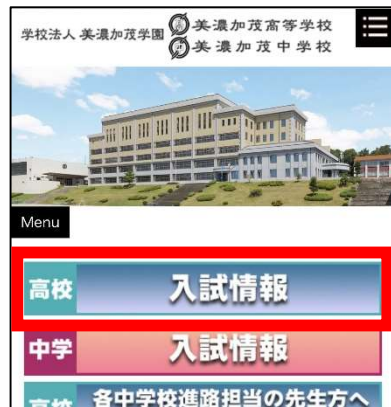 学校法人 美濃加茂学園 美濃加茂高等学校
美濃加茂中学校
Menu
高校 入試情報
中学 入試情報
高校 各中学校進路担当の先生方へ